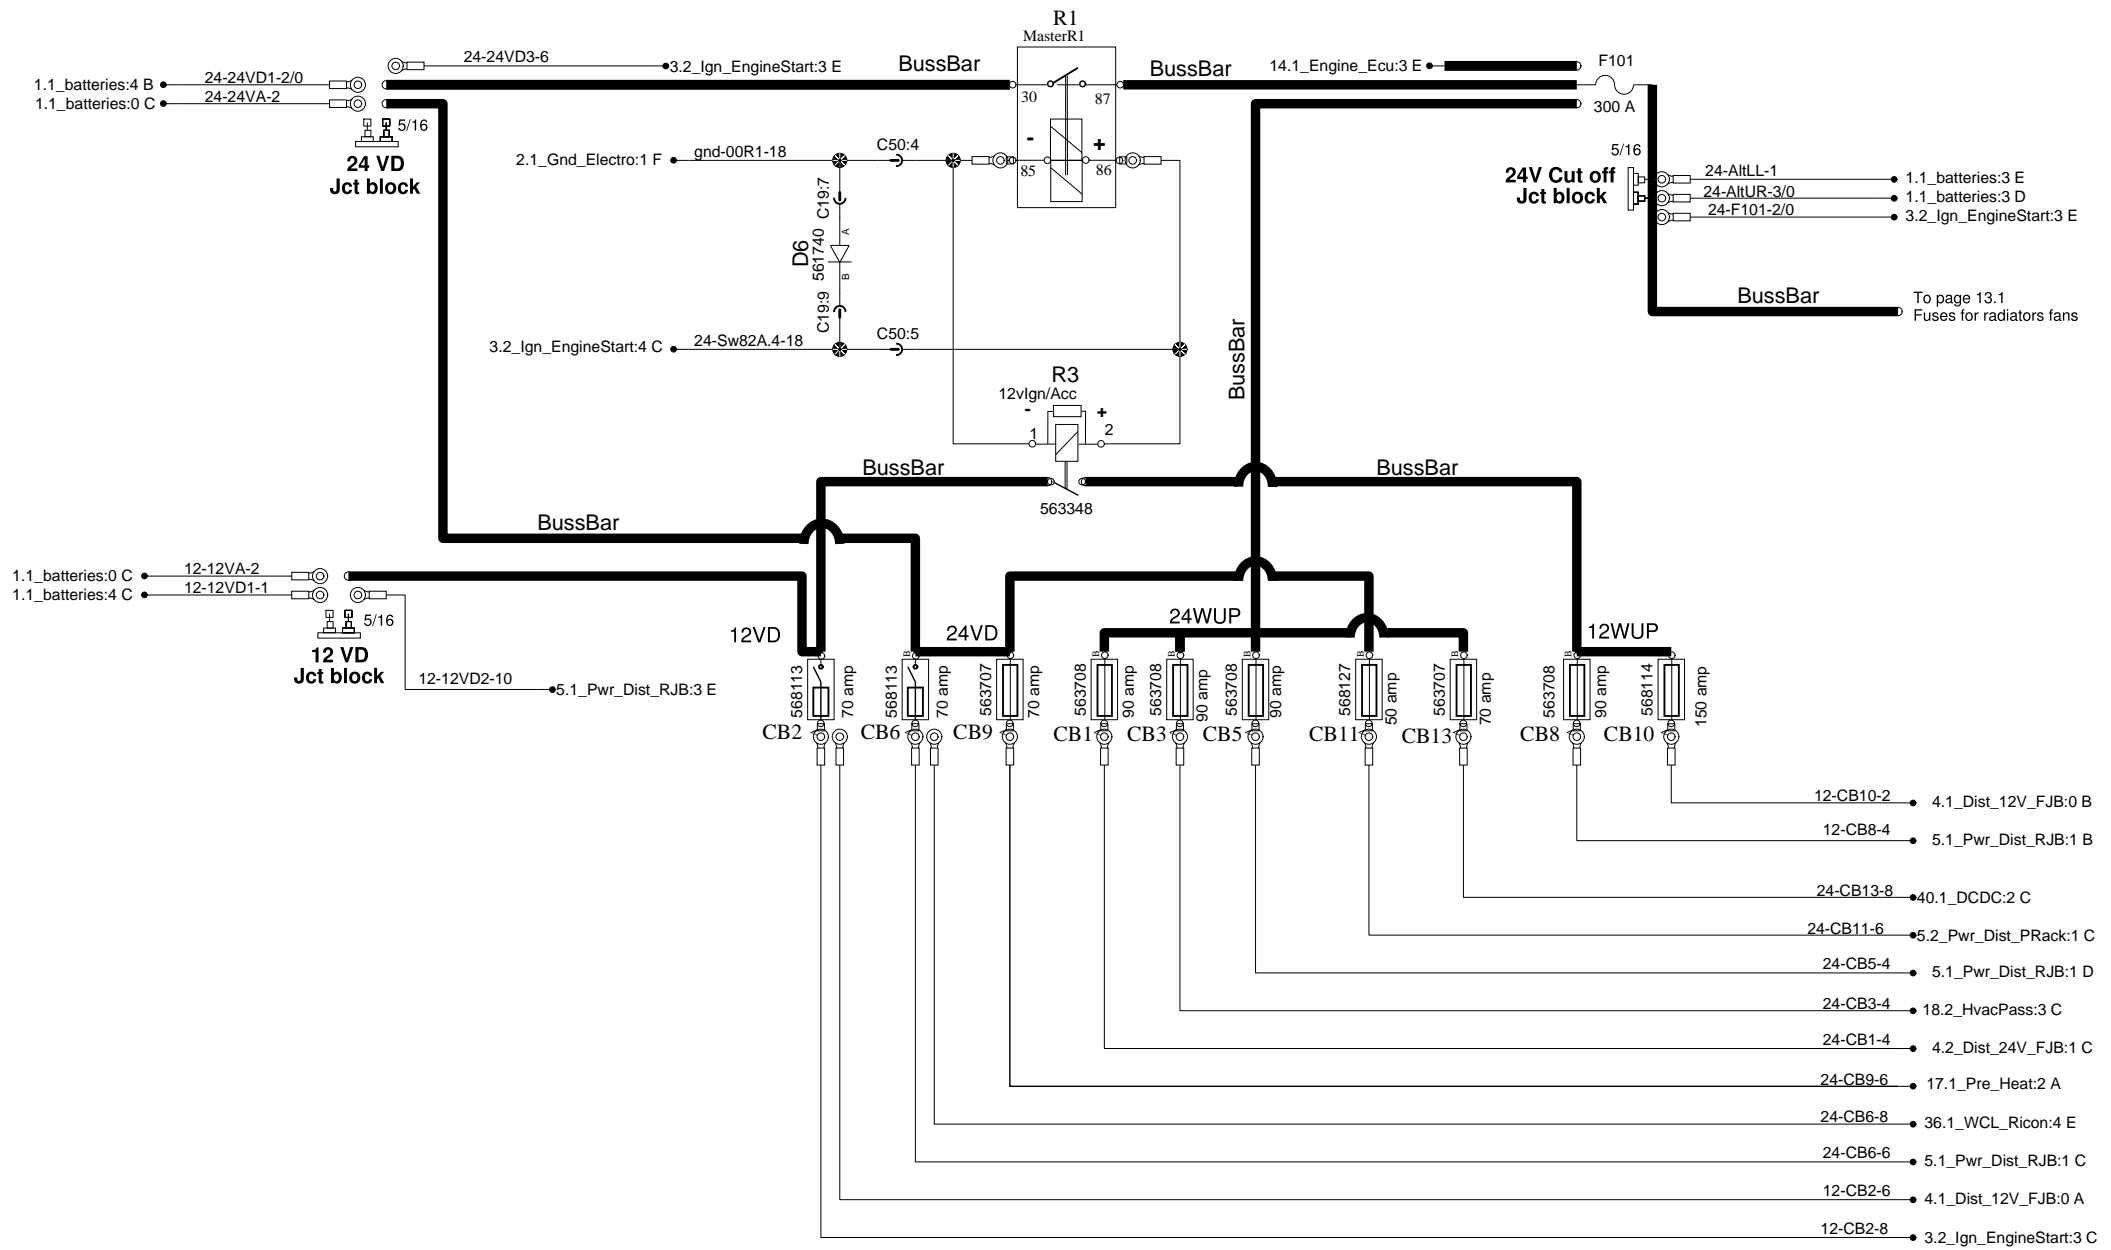 R1
MasterR1
24-24VD3-6
3.2_Ign_EngineStart:3 E
BussBar
BussBar
14.1_Engine_Ecu:3 E
F101
1.1_batteries:4 B
24-24VD1-2/0
1.1_batteries:0 C
24-24VA-2
30
87
300 A
5/16
24 VD
Jct block
2.1_Gnd_Electro:1 F
gnd-00R1-18
C50:4
-
+
85
86
5/16
24V Cut off
Jct block
24-AltLL-1
1.1_batteries:3 E
24-AltUR-3/0
1.1_batteries:3 D
24-F101-2/0
3.2_Ign_EngineStart:3 E
C19:7
A
D6
561740
B
C19:9
BussBar
To page 13.1
Fuses for radiators fans
3.2_Ign_EngineStart:4 C
24-Sw82A.4-18
C50:5
BussBar
R3
12vIgn/Acc
-
+
1
2
BussBar
BussBar
563348
BussBar
1.1_batteries:0 C
12-12VA-2
1.1_batteries:4 C
12-12VD1-1
5/16
12 VD
Jct block
12-12VD2-10
5.1_Pwr_Dist_RJB:3 E
12VD
24VD
24WUP
12WUP
B
B
B
B
B
B
B
568113
70 amp
568113
70 amp
563707
70 amp
563708
90 amp
563708
90 amp
563708
90 amp
568127
50 amp
563707
70 amp
563708
90 amp
568114
150 amp
CB2
CB6
CB9
CB1
CB3
CB5
CB11
CB13
CB8
CB10
12-CB10-2
4.1_Dist_12V_FJB:0 B
12-CB8-4
5.1_Pwr_Dist_RJB:1 B
24-CB13-8
40.1_DCDC:2 C
24-CB11-6
5.2_Pwr_Dist_PRack:1 C
24-CB5-4
5.1_Pwr_Dist_RJB:1 D
24-CB3-4
18.2_HvacPass:3 C
24-CB1-4
4.2_Dist_24V_FJB:1 C
24-CB9-6
17.1_Pre_Heat:2 A
24-CB6-8
36.1_WCL_Ricon:4 E
24-CB6-6
5.1_Pwr_Dist_RJB:1 C
12-CB2-6
4.1_Dist_12V_FJB:0 A
12-CB2-8
3.2_Ign_EngineStart:3 C